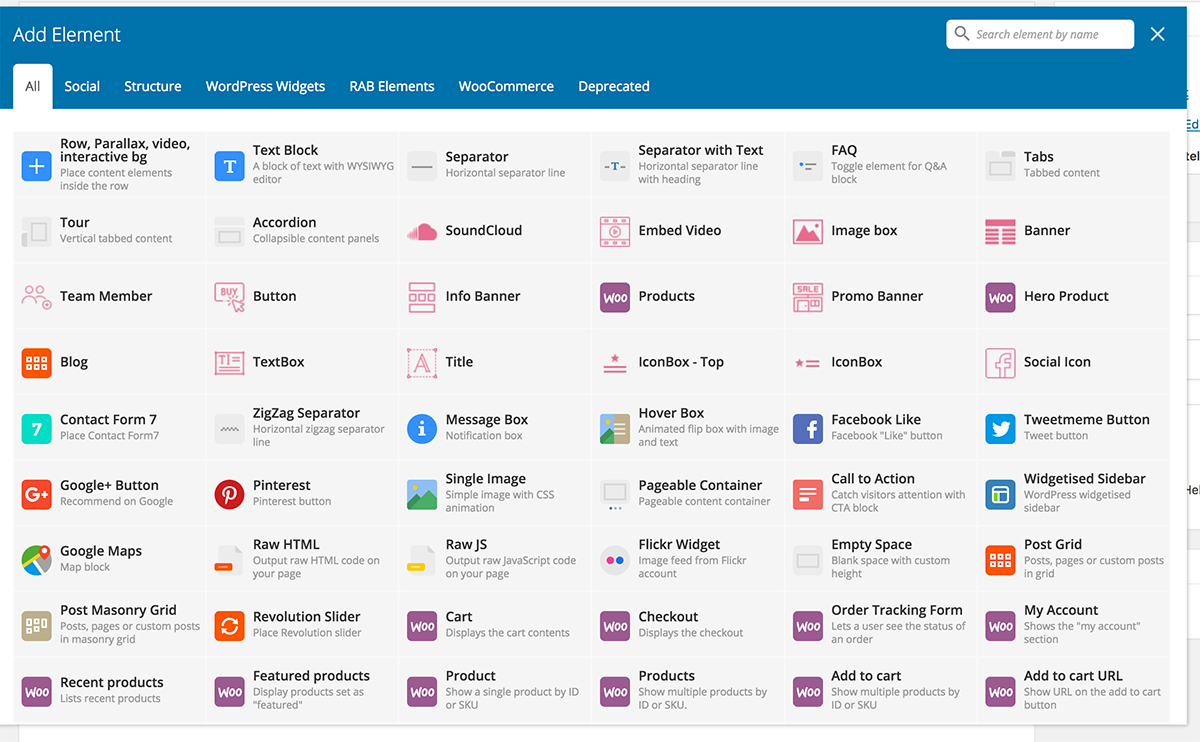 Add Element
Search element by name
All
Social
Structure
WordPress Widgets
RAB Elements
WooCommerce
Deprecated
Row, Parallax, video,
interactive bg
Place content elements
inside the row
T
Text Block
A block of text with WYSIWYG
editor
Separator
Horizontal separator line
-T-
Separator with Text
Horizontal separator line
with heading
FAQ
Toggle element for Q&A
block
Tabs
Tabbed content
Tour
Vertical tabbed content
Accordion
Collapsible content panels
SoundCloud
Embed Video
Image box
Banner
Team Member
BUY
Button
Info Banner
Woo
Products
SALE
Promo Banner
Woo
Hero Product
Blog
T
TextBox
A
Title
IconBox - Top
IconBox
f
Social Icon
7
Contact Form 7
Place Contact Form7
ZigZag Separator
Horizontal zigzag separator
line
i
Message Box
Notification box
Hover Box
Animated flip box with image
and text
f
Facebook Like
Facebook "Like" button
Tweetmeme Button
Tweet button
G+
Google+ Button
Recommend on Google
Pinterest
Pinterest button
Single Image
Simple image with CSS
animation
Pageable Container
Pageable content container
Call to Action
Catch visitors attention with
CTA block
Widgetised Sidebar
WordPress widgetised
sidebar
Google Maps
Map block
Raw HTML
Output raw HTML code on
your page
Raw JS
Output raw JavaScript code
on your page
Flickr Widget
Image feed from Flickr
account
Empty Space
Blank space with custom
height
Post Grid
Posts, pages or custom posts
in grid
Post Masonry Grid
Posts, pages or custom posts
in masonry grid
Revolution Slider
Place Revolution slider
Woo
Cart
Displays the cart contents
Woo
Checkout
Displays the checkout
Woo
Order Tracking Form
Lets a user see the status of
an order
Woo
My Account
Shows the "my account"
section
Woo
Recent products
Lists recent products
Woo
Featured products
Display products set as
"featured"
Woo
Product
Show a single product by ID
or SKU
Woo
Products
Show multiple products by
ID or SKU.
Woo
Add to cart
Show multiple products by
ID or SKU
Woo
Add to cart URL
Show URL on the add to cart
button